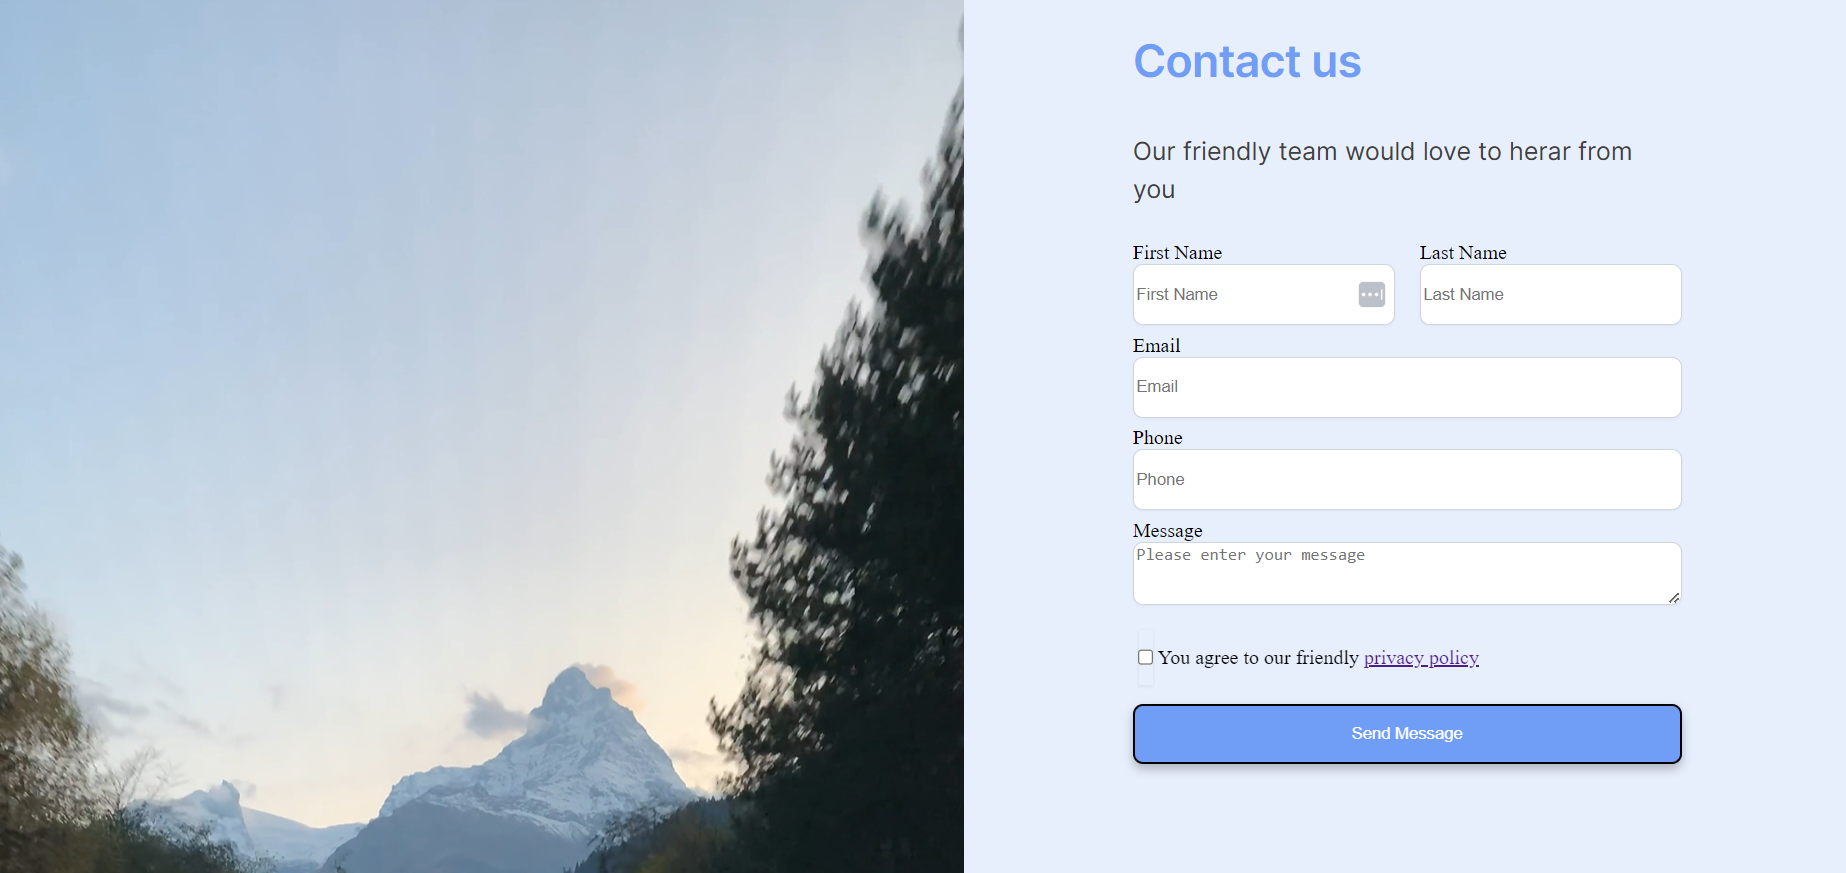 Contact us
Our friendly team would love to herar from
you
First Name Last Name
First Name Last Name
Email
Email
Phone
Phone
Message
Please enter your message
You agree to our friendly privacy policy
Send Message